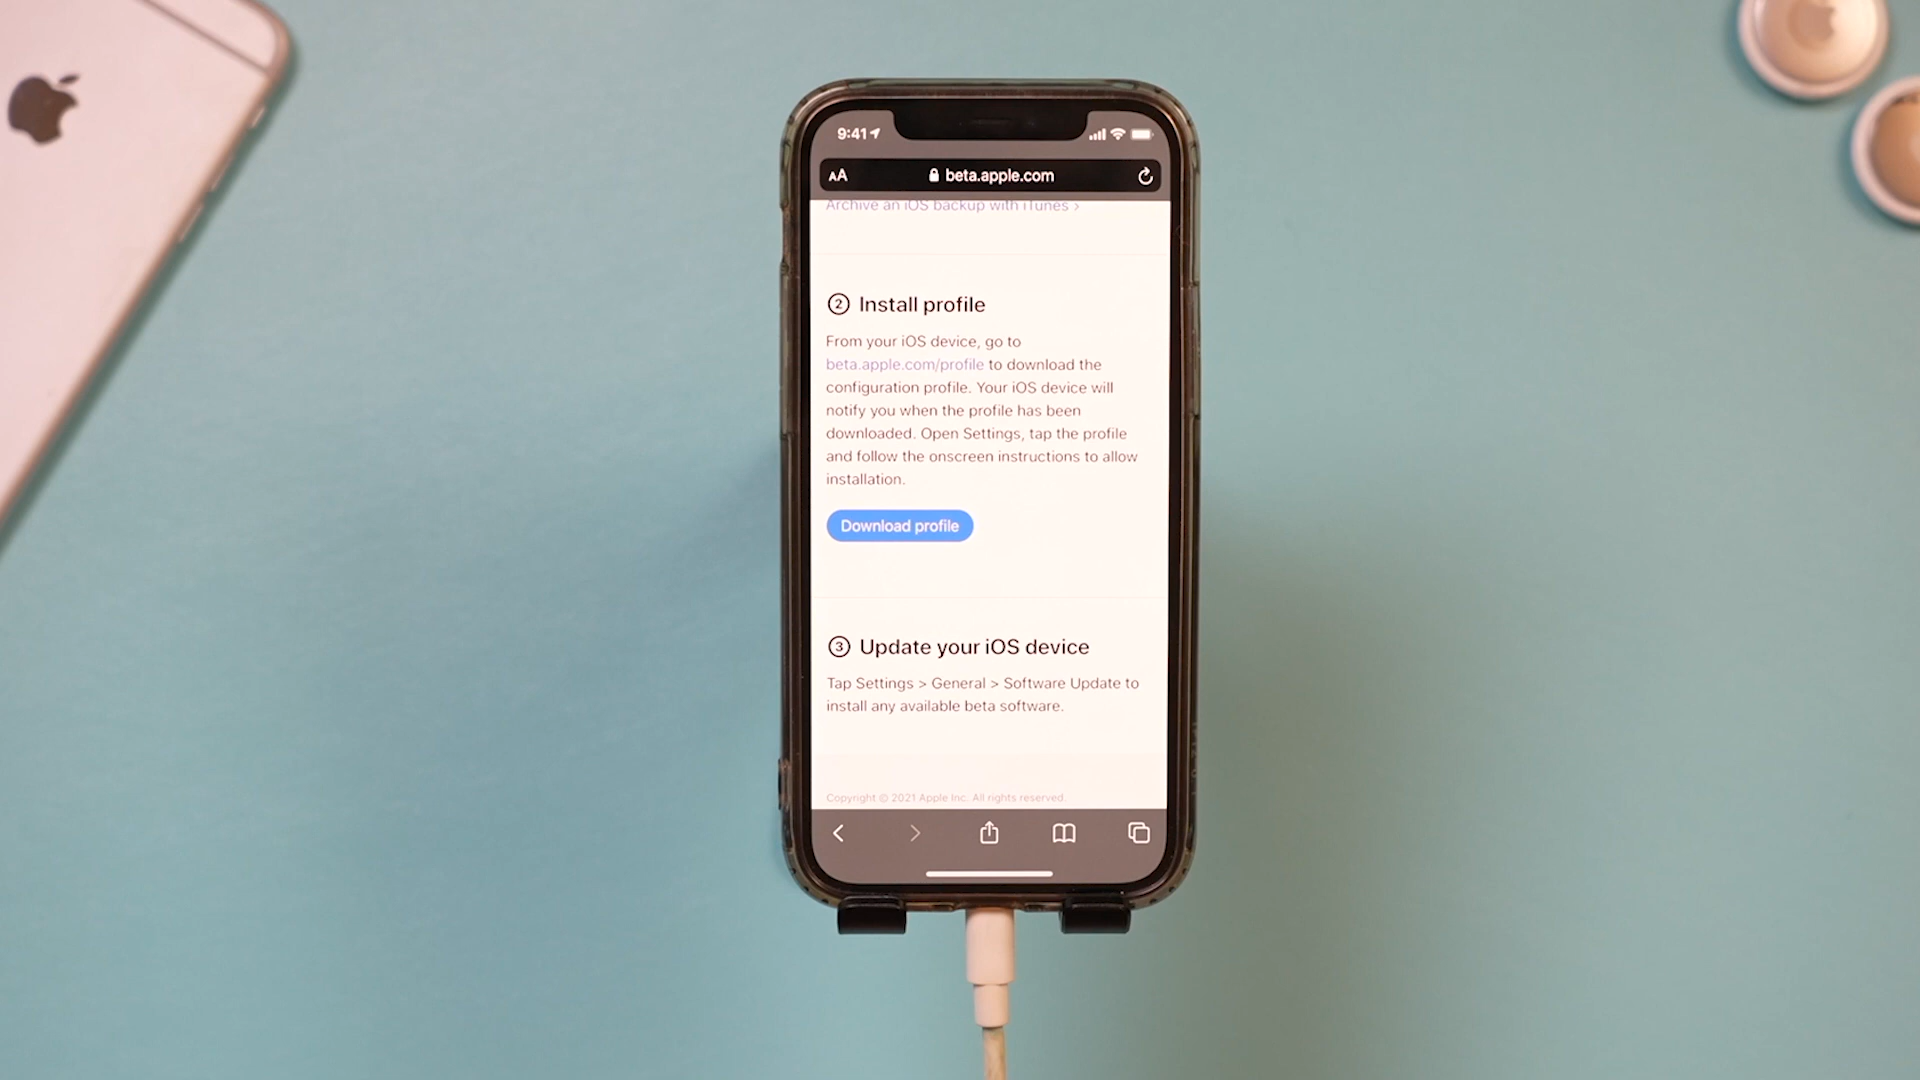 9:41
AA beta.apple.com
Archive an iOS backup with iTunes >
2 Install profile
From your iOS device, go to
beta.apple.com/profile to download the
configuration profile. Your iOS device will
notify you when the profile has been
downloaded. Open Settings, tap the profile
and follow the onscreen instructions to allow
installation.
Download profile
3 Update your iOS device
Tap Settings > General > Software Update to
install any available beta software.
Copyright © 2021 Apple Inc. All rights reserved.